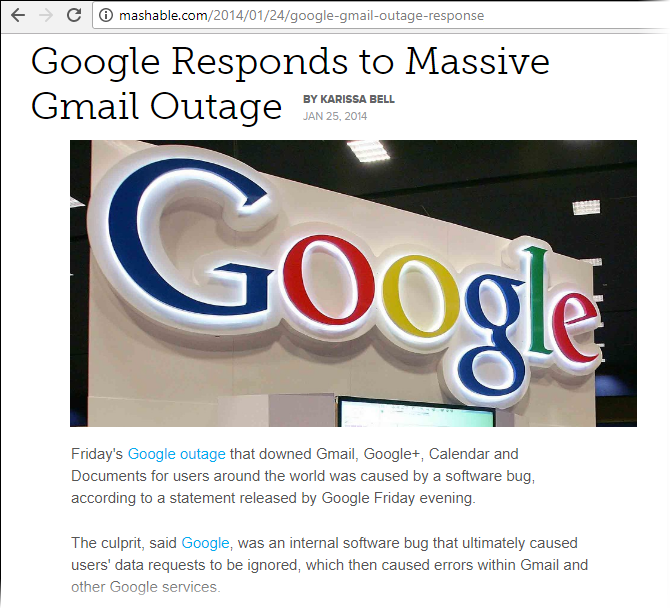 mashable.com/2014/01/24/google-gmail-outage-response
Google Responds to Massive
Gmail Outage
BY KARISSA BELL
JAN 25, 2014
Google
Friday's Google outage that downed Gmail, Google+, Calendar and
Documents for users around the world was caused by a software bug,
according to a statement released by Google Friday evening.
The culprit, said Google, was an internal software bug that ultimately caused
users' data requests to be ignored, which then caused errors within Gmail and
other Google services.